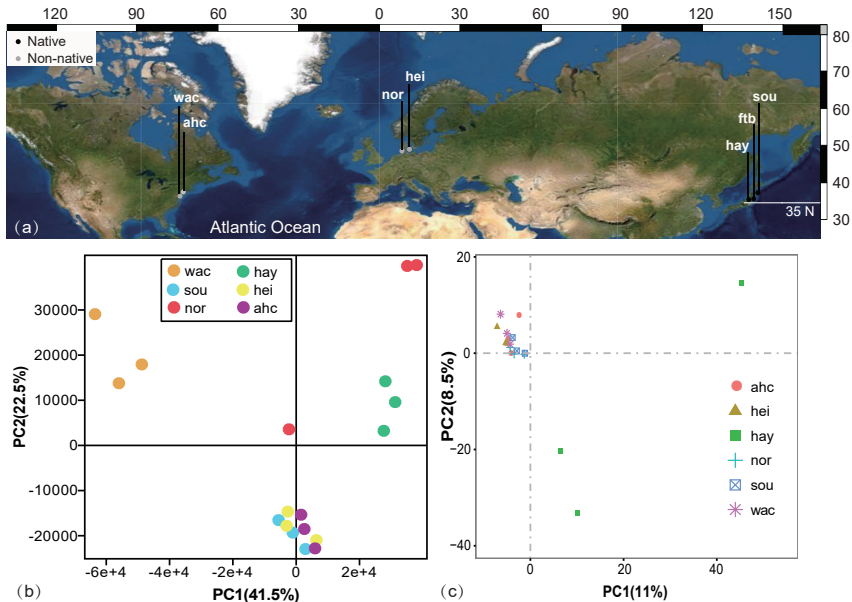 120 90 60 30 0 30 60 90 120 150
Native
Non-native
80
70
60
50
40
30
wac
ahc
nor
hei
sou
ftb
hay
35 N
(a)
Atlantic Ocean
wac hay
sou hei
nor ahc
30000
20000
10000
0
-10000
-20000
PC2(22.5%)
-6e+4 -2e+4 0 2e+4
PC1(41.5%)
(b)
20
0
−20
−40
PC2(8.5%)
ahc
hei
hay
nor
sou
wac
0 20 40
PC1(11%)
(c)